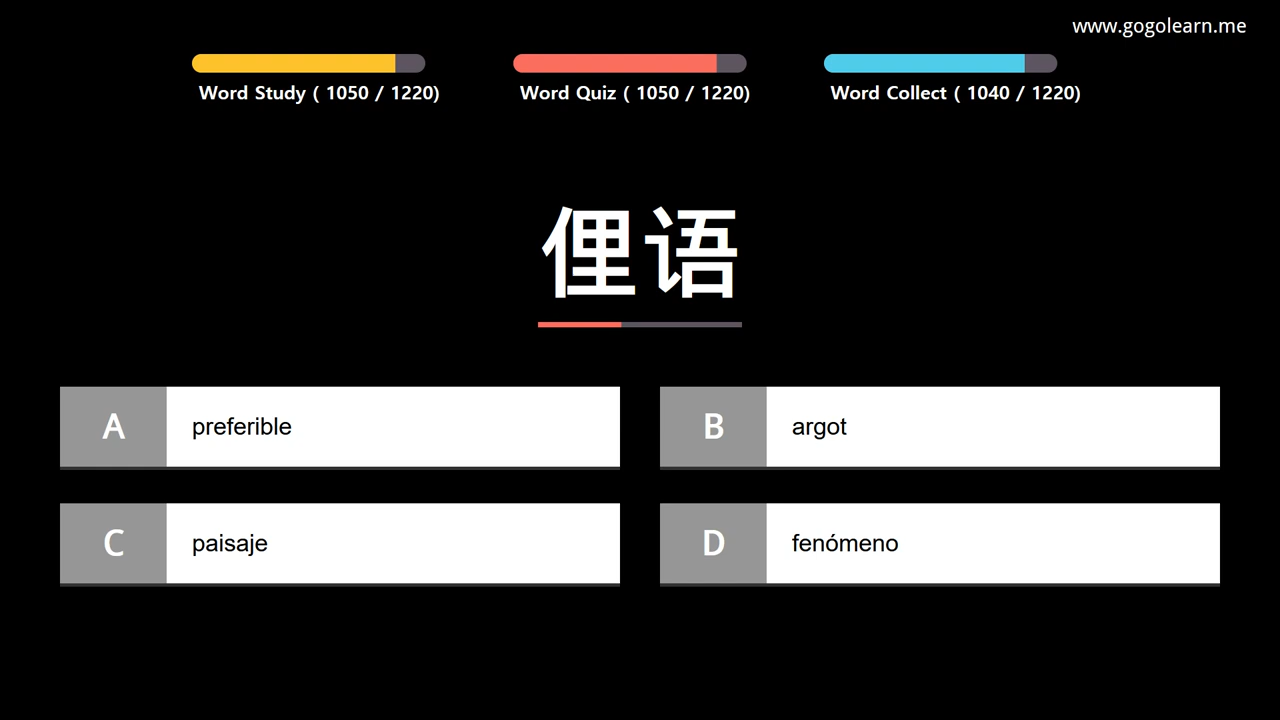 www.gogolearn.me
Word Study ( 1050 / 1220)
Word Quiz ( 1050 / 1220)
Word Collect ( 1040 / 1220)
俚语
A preferible
B argot
C paisaje
D fenómeno